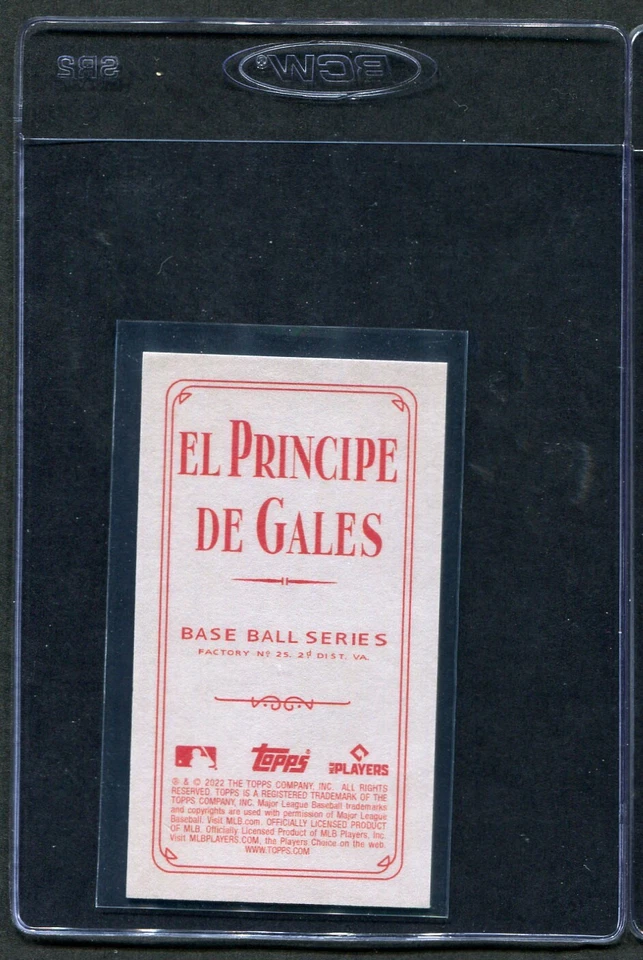 SR2 BCW®
EL PRINCIPE
DE GALES
BASE BALL SERIES
FACTORY Nº 25. 2d DIST. VA.
Topps®
MLB PLAYERS
® & © 2022 THE TOPPS COMPANY, INC. ALL RIGHTS
RESERVED. TOPPS IS A REGISTERED TRADEMARK OF THE
TOPPS COMPANY, INC. Major League Baseball trademarks
and copyrights are used with permission of Major League
Baseball. Visit MLB.com. OFFICIALLY LICENSED PRODUCT
OF MLB. Officially Licensed Product of MLB Players, Inc.
Visit MLBPLAYERS.COM, the Players Choice on the web.
WWW.TOPPS.COM